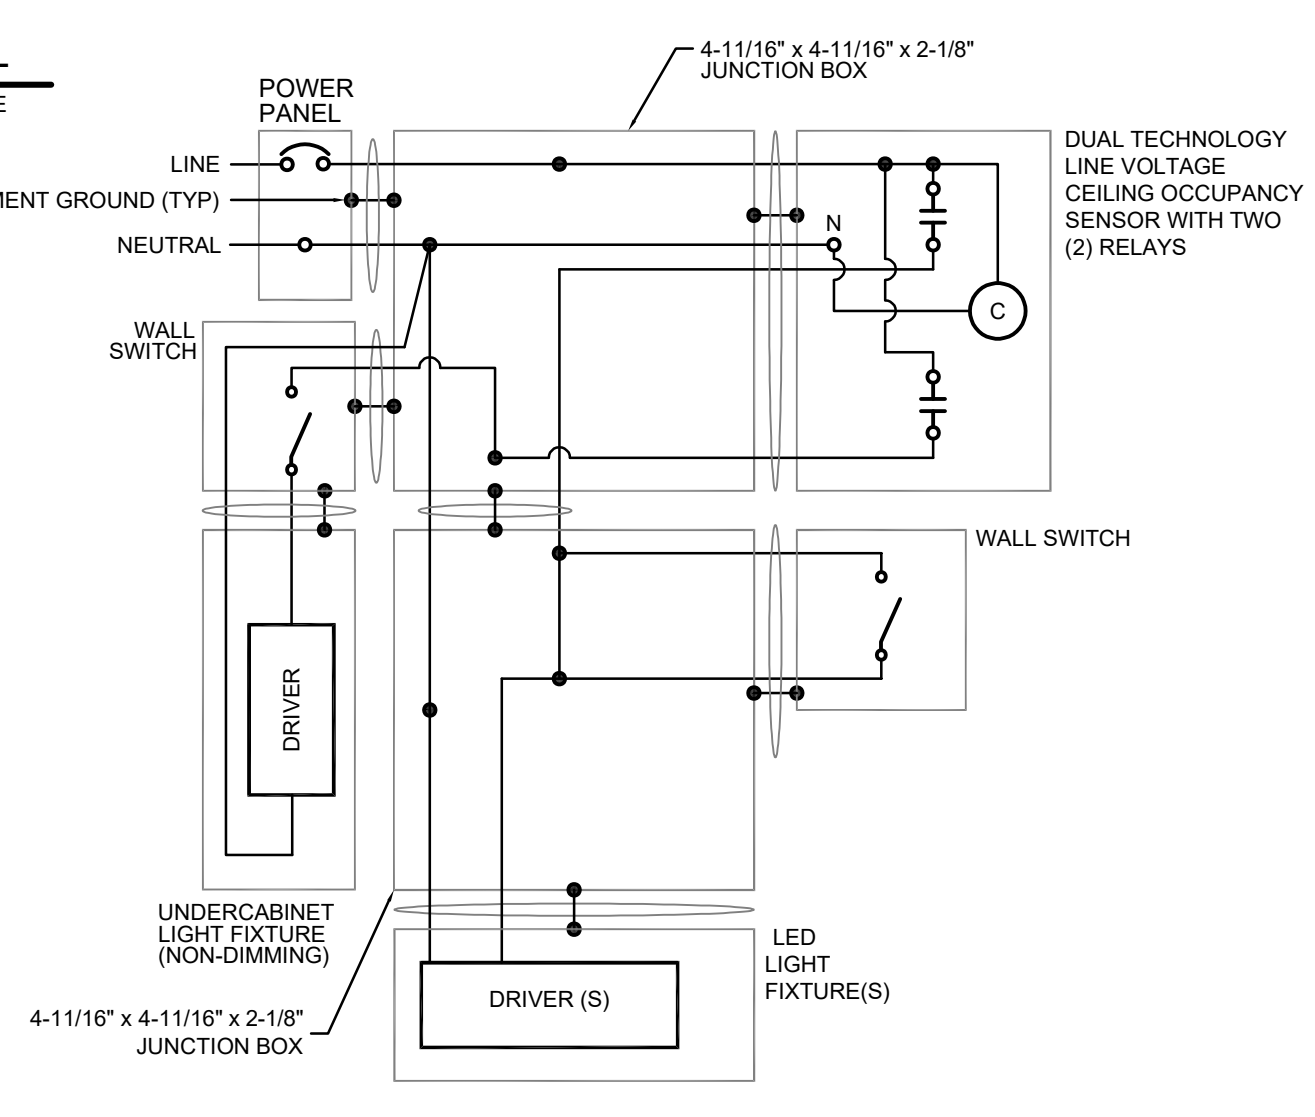 4-11/16" x 4-11/16" x 2-1/8"
JUNCTION BOX
POWER
PANEL
LINE
GROUND (TYP)
NEUTRAL
N
C
DUAL TECHNOLOGY
LINE VOLTAGE
CEILING OCCUPANCY
SENSOR WITH TWO
(2) RELAYS
WALL
SWITCH
WALL SWITCH
DRIVER
UNDERCABINET
LIGHT FIXTURE
(NON-DIMMING)
LED
LIGHT
FIXTURE(S)
DRIVER (S)
4-11/16" x 4-11/16" x 2-1/8"
JUNCTION BOX